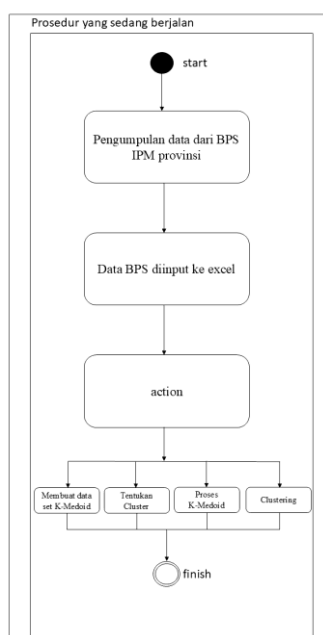 Prosedur yang sedang berjalan
start
Pengumpulan data dari BPS
IPM provinsi
Data BPS diinput ke excel
action
Membuat data
set K-Medoid
Tentukan
Cluster
Proses
K-Medoid
Clustering
finish